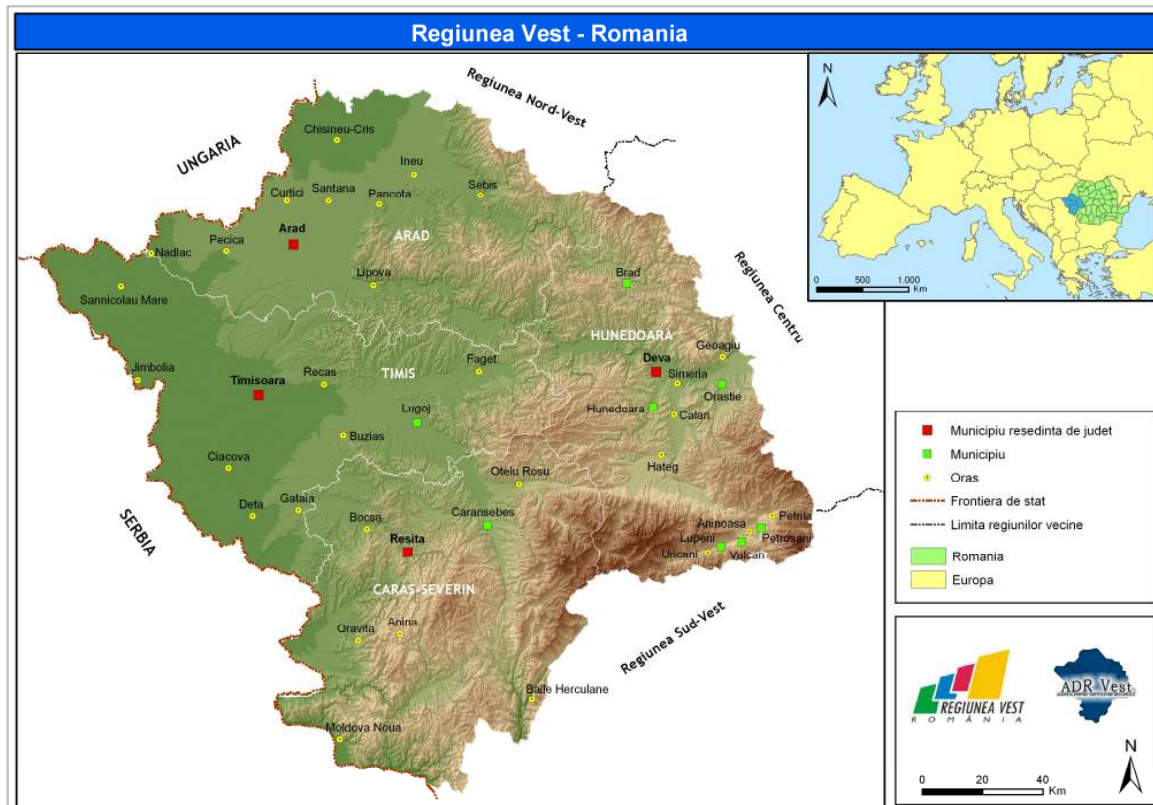 Regiunea Vest - Romania
Regiunea Nord-Vest
UNGARIA
Chisineu-Cris
Ineu
Curtici
Santana
Pancota
Sebis
Arad
ARAD
Nadlac
Pecica
Lipova
Brad
Sannicolau Mare
Regiunea Centru
HUNEDOARA
Geoagiu
Jimbolia
Timisoara
Recas
TIMIS
Faget
Deva
Simeria
Orastie
Lugoj
Hunedoara
Calan
Buzias
Ciacova
Hateg
Otelu Rosu
Deta
Gataia
Bocsa
Caransebes
Petrila
Aninoasa
Lupeni
Petrosani
Uricani
Vulcan
SERBIA
Resita
CARAS-SEVERIN
Oravita
Anina
Regiunea Sud-Vest
Baile Herculane
Moldova Noua
N
0 500 1.000
Km
Municipiu resedinta de judet
Municipiu
Oras
Frontiera de stat
Limita regiunilor vecine
Romania
Europa
REGIUNEA VEST
ROMÂNIA
ADR Vest
N
0 20 40
Km